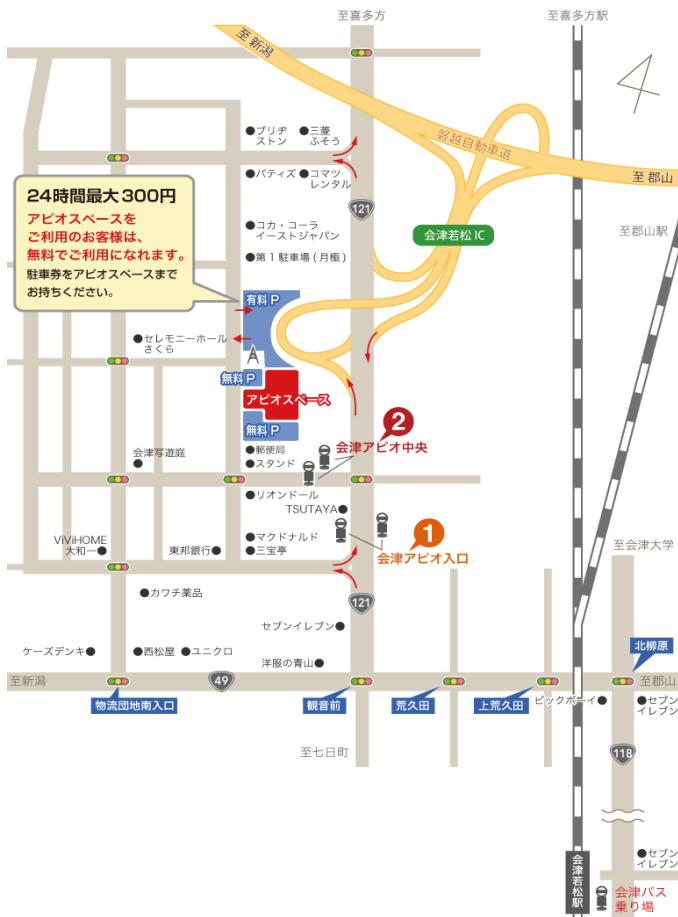 至喜多方
至喜多方駅
至 新潟
磐越自動車道
至 郡山
●ブリヂ
ストン
●三菱
ふそう
●パティズ
●コマツ
レンタル
121
会津若松 IC
至郡山駅
24時間最大300円
アピオスペースを
ご利用のお客様は、
無料でご利用になれます。
駐車券をアピオスペースまで
お持ちください。
●コカ・コーラ
イーストジャパン
●第1駐車場(月極)
有料 P
●セレモニーホール
さくら
無料 P
アピオスペース
無料 P
2
会津アピオ中央
●郵便局
●スタンド
会津写遊庭
●リオンドール
TSUTAYA●
1
会津アピオ入口
●マクドナルド
●三宝亭
東邦銀行●
ViViHOME
大和一●
至会津大学
●カワチ薬品
121
セブンイレブン●
洋服の青山●
ケーズデンキ●
●西松屋
●ユニクロ
北柳原
至新潟
49
至郡山
物流団地南入口
観音前
荒久田
上荒久田
ビックボーイ●
●セブン
イレブン
至七日町
118
●セブン
イレブン
会津若松駅
会津バス
乗り場